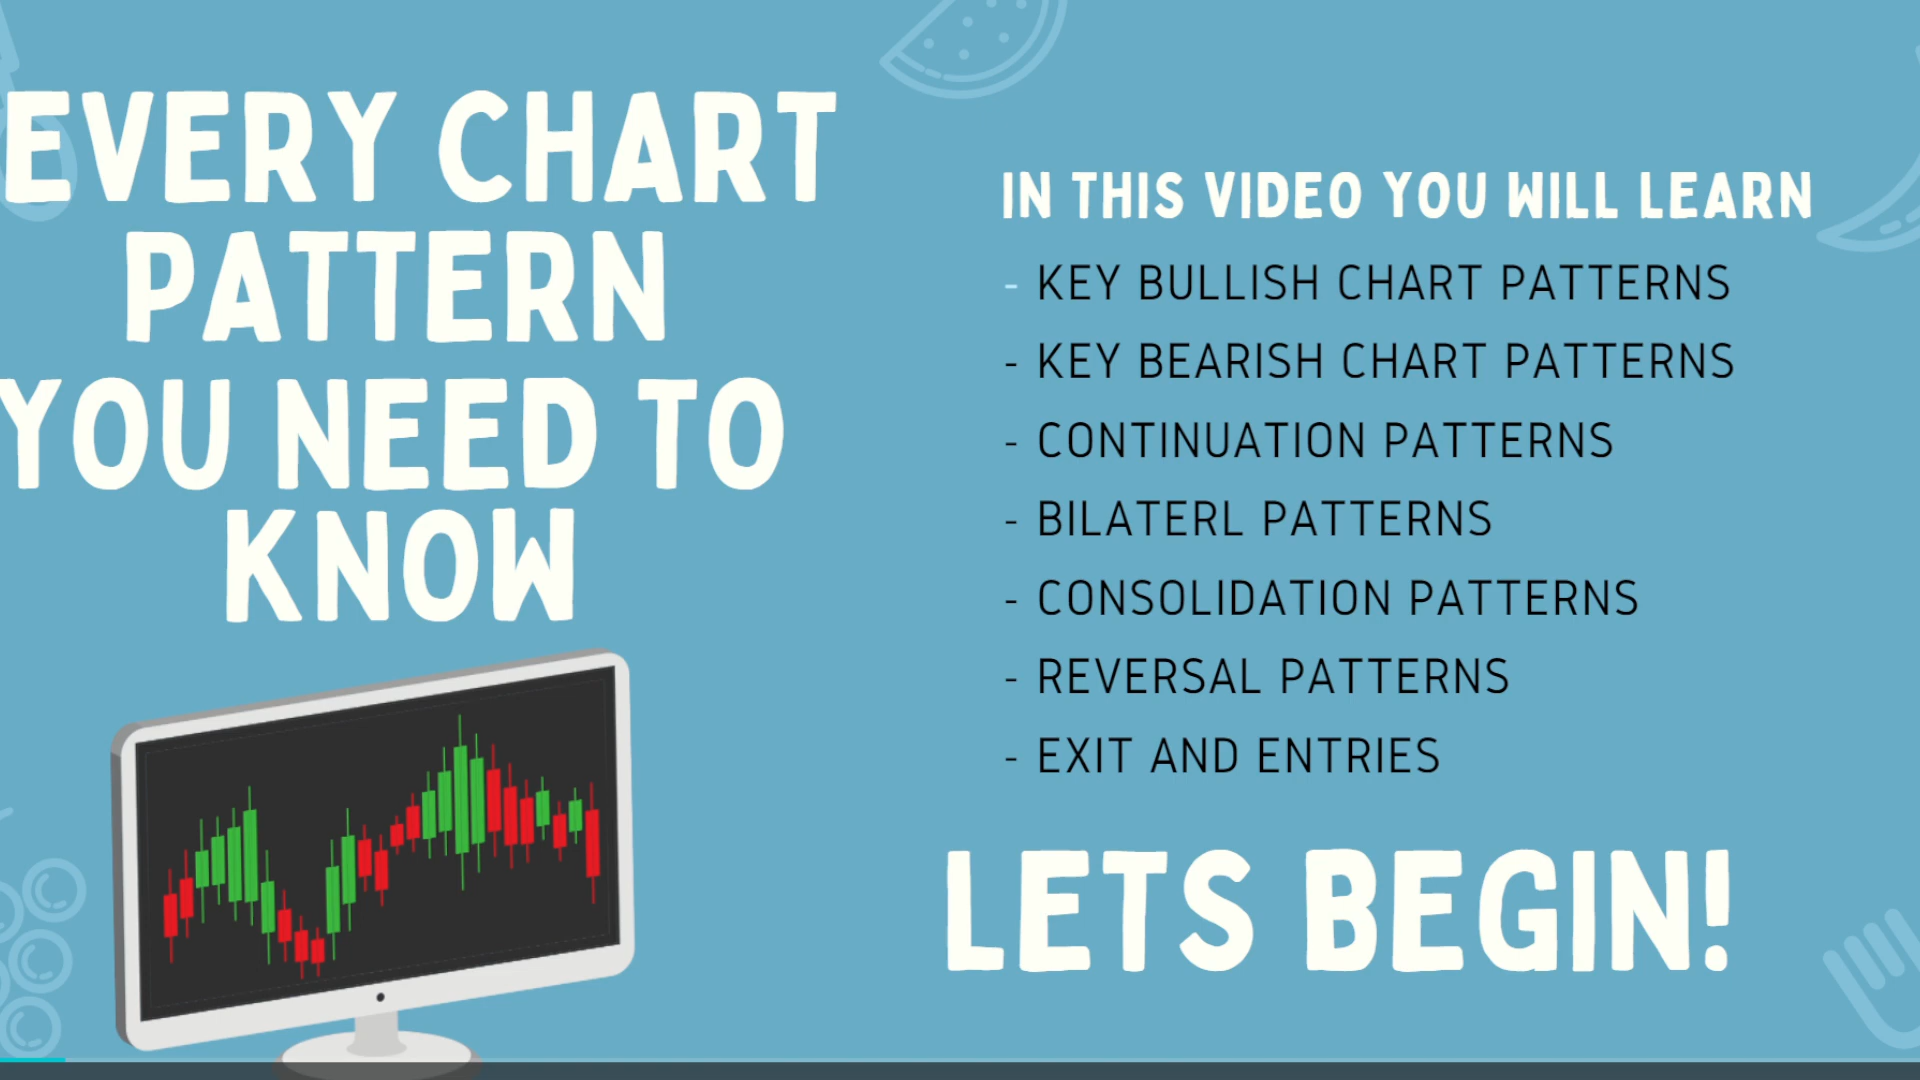 EVERY CHART
PATTERN
YOU NEED TO
KNOW
IN THIS VIDEO YOU WILL LEARN
- KEY BULLISH CHART PATTERNS
- KEY BEARISH CHART PATTERNS
- CONTINUATION PATTERNS
- BILATERL PATTERNS
- CONSOLIDATION PATTERNS
- REVERSAL PATTERNS
- EXIT AND ENTRIES
LETS BEGIN!